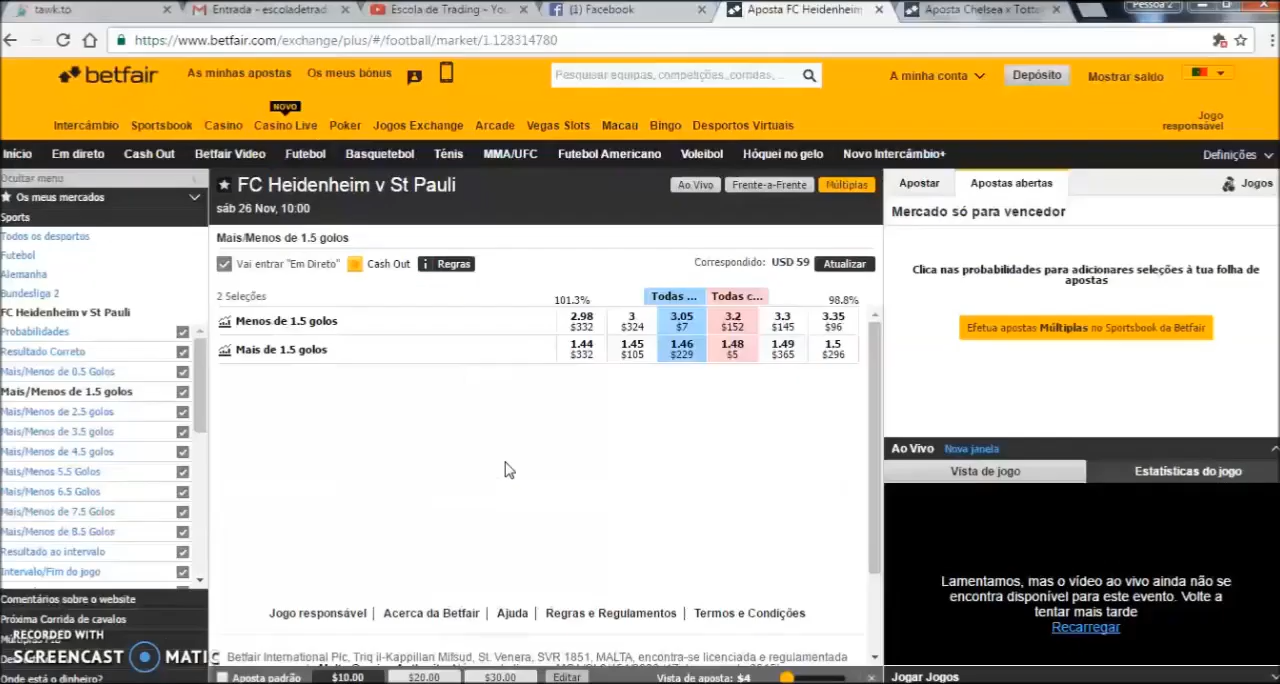 tawk.to
Entrada - escoladetrad
Escola de Trading - Yo
(1) Facebook
Aposta FC Heidenheim
Aposta Chelsea x Totte
Pessoa 2
https://www.betfair.com/exchange/plus/#/football/market/1.128314780
betfair
As minhas apostas
Os meus bónus
Pesquisar equipas, competições, corridas, ...
A minha conta
Depósito
Mostrar saldo
NOVO
Intercâmbio Sportsbook Casino Casino Live Poker Jogos Exchange Arcade Vegas Slots Macau Bingo Desportos Virtuais
Jogo
responsável
Início Em direto Cash Out Betfair Video Futebol Basquetebol Ténis MMA/UFC Futebol Americano Voleibol Hóquei no gelo Novo Intercâmbio+ Definições
Ocultar menu
Os meus mercados
Sports
Todos os desportos
Futebol
Alemanha
Bundesliga 2
FC Heidenheim v St Pauli
Probabilidades
Resultado Correto
Mais/Menos de 0.5 Golos
Mais/Menos de 1.5 golos
Mais/Menos de 2.5 golos
Mais/Menos de 3.5 golos
Mais/Menos de 4.5 golos
Mais/Menos 5.5 Golos
Mais/Menos 6.5 Golos
Mais/Menos de 7.5 Golos
Mais/Menos de 8.5 Golos
Resultado ao intervalo
Intervalo/Fim do jogo
Comentários sobre o website
Próxima Corrida de cavalos
RECORDED WITH
SCREENCAST MATIC
Onde está o dinheiro?
FC Heidenheim v St Pauli
Ao Vivo
Frente-a-Frente
Múltiplas
sáb 26 Nov, 10:00
Mais/Menos de 1.5 golos
Vai entrar "Em Direto"
Cash Out
i Regras
Correspondido: USD 59
Atualizar
2 Seleções 101.3% Todas ... Todas c... 98.8%
Menos de 1.5 golos 2.98 3 3.05 3.2 3.3 3.35
$332 $324 $7 $152 $145 $96
Mais de 1.5 golos 1.44 1.45 1.46 1.48 1.49 1.5
$332 $105 $229 $5 $365 $296
Jogo responsável | Acerca da Betfair | Ajuda | Regras e Regulamentos | Termos e Condições
Betfair International Plc, Triq il-Kappillan Mifsud, St. Venera, SVR 1851, MALTA, encontra-se licenciada e regulamentada
Aposta padrão $10.00 $20.00 $30.00 Editar Vista de aposta: $4
Apostar
Apostas abertas
Jogos
Mercado só para vencedor
Clica nas probabilidades para adicionares seleções à tua folha de
apostas
Efetua apostas Múltiplas no Sportsbook da Betfair
Ao Vivo Nova janela
Vista de jogo
Estatísticas do jogo
Lamentamos, mas o vídeo ao vivo ainda não se
encontra disponível para este evento. Volte a
tentar mais tarde
Recarregar
Jogar Jogos